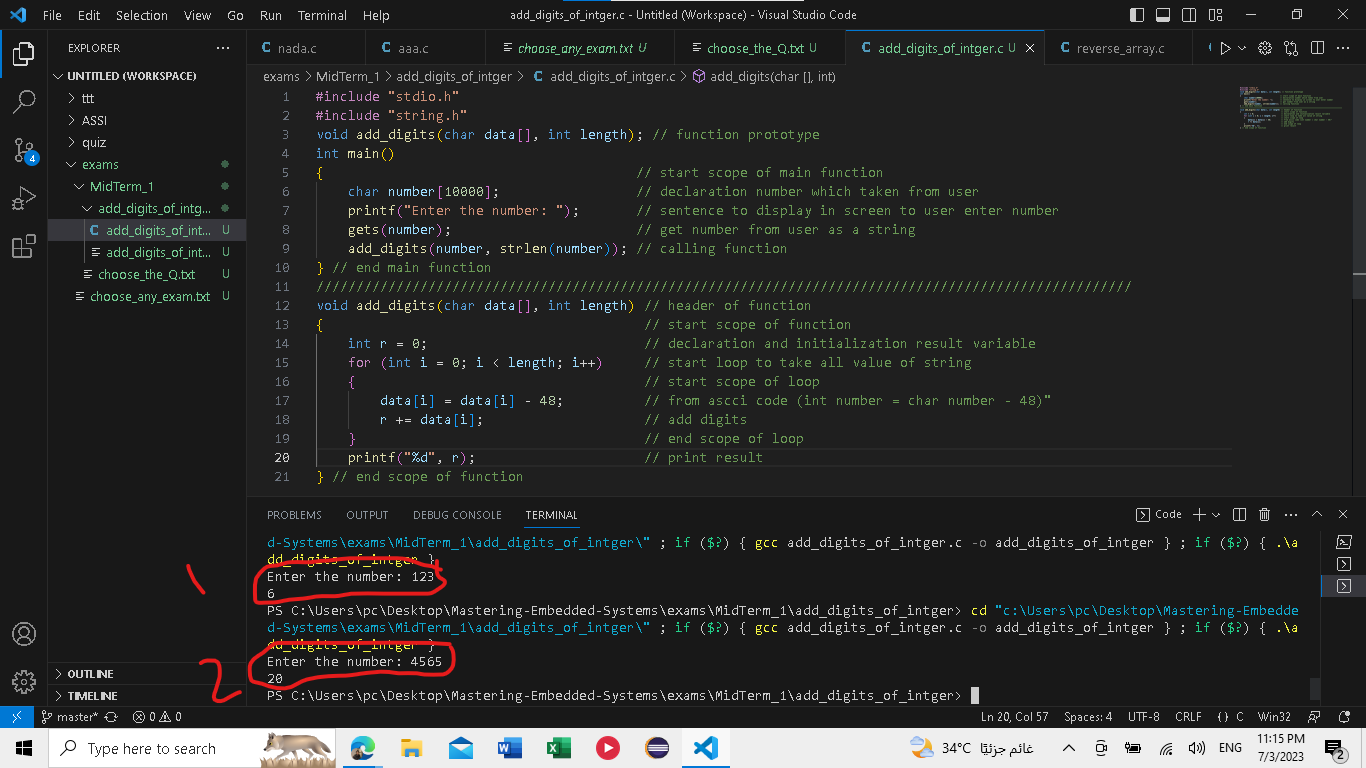 File Edit Selection View Go Run Terminal Help add_digits_of_intger.c - Untitled (Workspace) - Visual Studio Code
EXPLORER
nada.c aaa.c choose_any_exam.txt U choose_the_Q.txt U add_digits_of_intger.c U reverse_array.c
UNTITLED (WORKSPACE)
ttt
ASSI
quiz
exams
MidTerm_1
add_digits_of_intg...
add_digits_of_int... U
add_digits_of_int... U
choose_the_Q.txt U
choose_any_exam.txt U
4
OUTLINE
TIMELINE
exams > MidTerm_1 > add_digits_of_intger > C add_digits_of_intger.c > add_digits(char [], int)
1 #include "stdio.h"
2 #include "string.h"
3 void add_digits(char data[], int length); // function prototype
4 int main()
5 { // start scope of main function
6 char number[10000]; // declaration number which taken from user
7 printf("Enter the number: "); // sentence to display in screen to user enter number
8 gets(number); // get number from user as a string
9 add_digits(number, strlen(number)); // calling function
10 } // end main function
11 //////////////////////////////////////////////////////////////////////////////////////////////////////
12 void add_digits(char data[], int length) // header of function
13 { // start scope of function
14 int r = 0; // declaration and initialization result variable
15 for (int i = 0; i < length; i++) // start loop to take all value of string
16 { // start scope of loop
17 data[i] = data[i] - 48; // from ascci code (int number = char number - 48)"
18 r += data[i]; // add digits
19 } // end scope of loop
20 printf("%d", r); // print result
21 } // end scope of function
PROBLEMS OUTPUT DEBUG CONSOLE TERMINAL Code
d-Systems\exams\MidTerm_1\add_digits_of_intger\" ; if ($?) { gcc add_digits_of_intger.c -o add_digits_of_intger } ; if ($?) { .\a
dd_digits_of_intger }
1 Enter the number: 123
6
PS C:\Users\pc\Desktop\Mastering-Embedded-Systems\exams\MidTerm_1\add_digits_of_intger> cd "c:\Users\pc\Desktop\Mastering-Embedde
d-Systems\exams\MidTerm_1\add_digits_of_intger\" ; if ($?) { gcc add_digits_of_intger.c -o add_digits_of_intger } ; if ($?) { .\a
dd_digits_of_intger }
2 Enter the number: 4565
20
PS C:\Users\pc\Desktop\Mastering-Embedded-Systems\exams\MidTerm_1\add_digits_of_intger>
master* 0 0 Ln 20, Col 57 Spaces: 4 UTF-8 CRLF {} C Win32
Type here to search 34°C غائم جزئيًا ENG 11:15 PM
7/3/2023 2